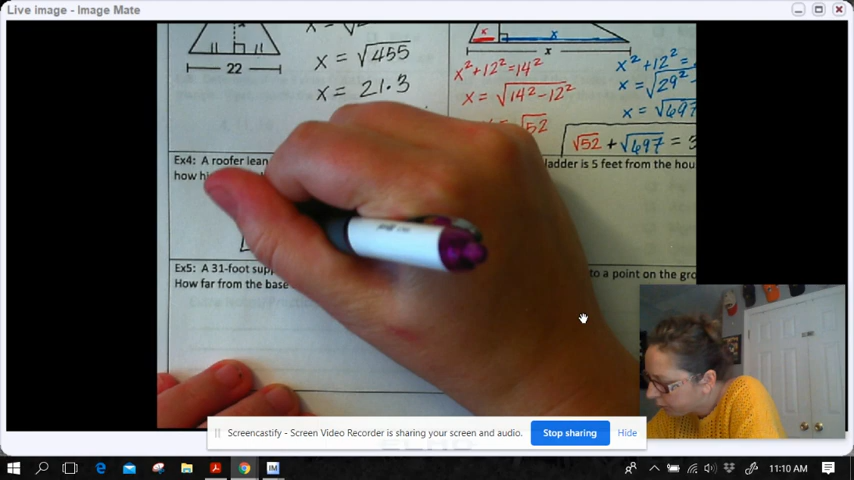 Live image - Image Mate
22
x = √455
x = 21.3
x
x
x
x² + 12² = 14²
x = √14² - 12²
√52
x² + 12² =
x = √29²
x = √697
√52 + √697 =
Ex4: A roofer lean
ladder is 5 feet from the hou
how hi
Ex5: A 31-foot supp
to a point on the gro
How far from the base
Screencastify - Screen Video Recorder is sharing your screen and audio.
Stop sharing
Hide
11:10 AM